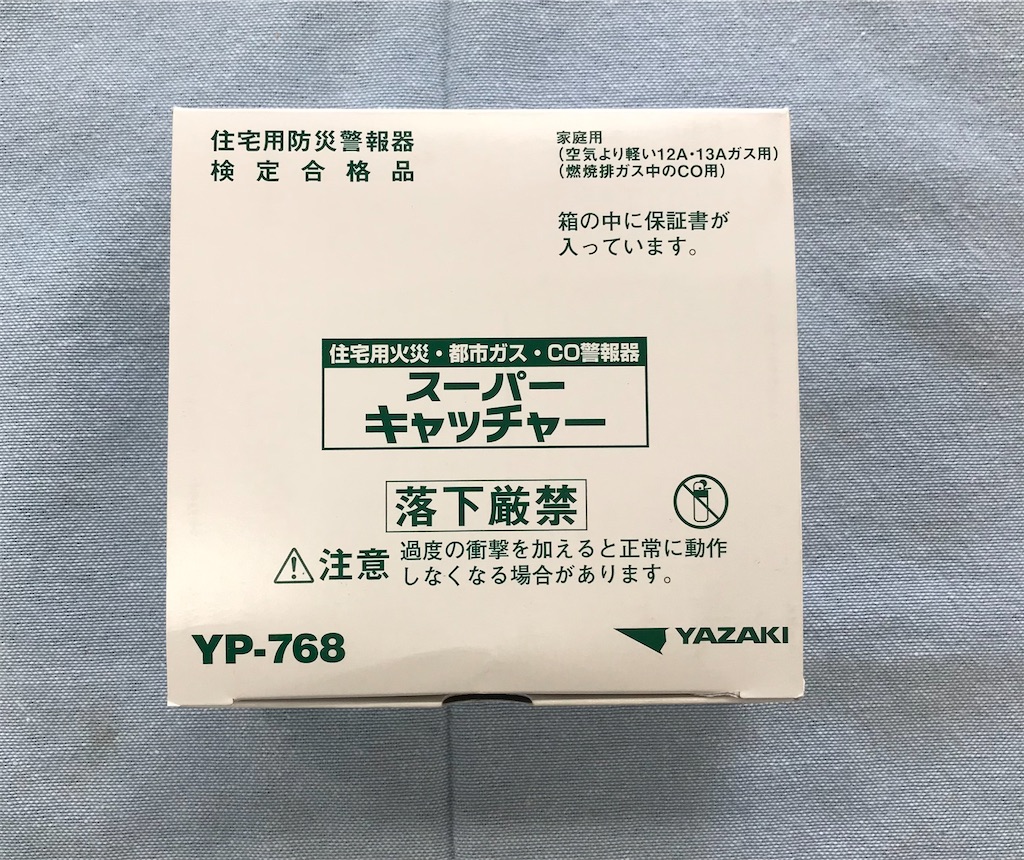 住宅用防災警報器
検定合格品
家庭用
(空気より軽い12A・13Aガス用)
(燃焼排ガス中のCO用)
箱の中に保証書が
入っています。
住宅用火災・都市ガス・CO警報器
スーパー
キャッチャー
落下厳禁
注意
過度の衝撃を加えると正常に動作
しなくなる場合があります。
YP-768
YAZAKI